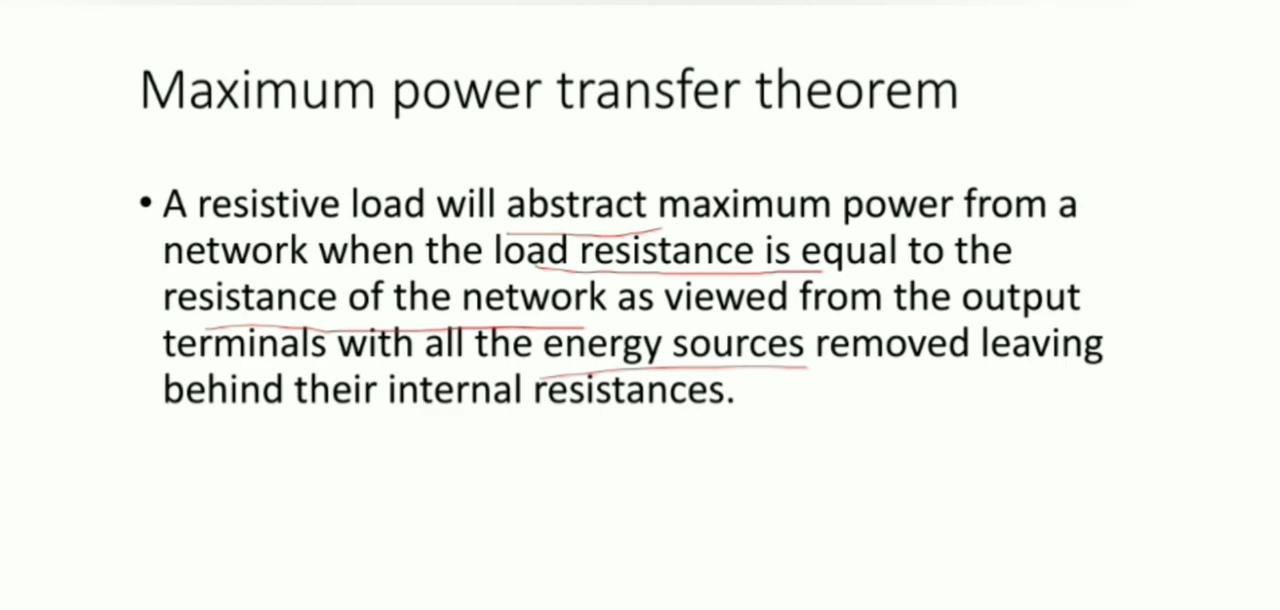 Maximum power transfer theorem
• A resistive load will abstract maximum power from a
network when the load resistance is equal to the
resistance of the network as viewed from the output
terminals with all the energy sources removed leaving
behind their internal resistances.